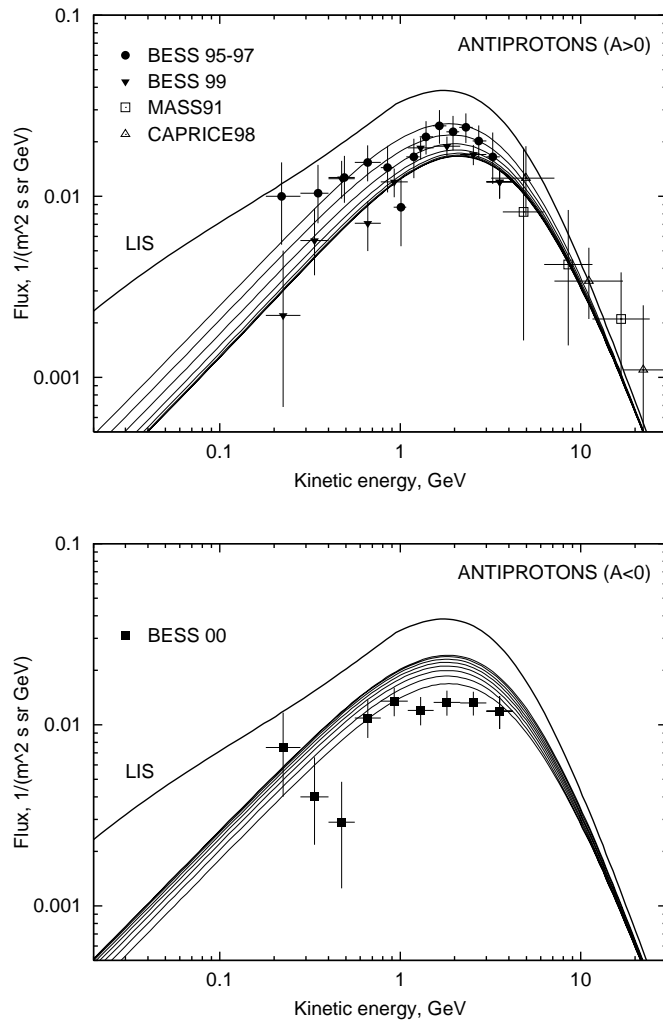 0.1
ANTIPROTONS (A>0)
BESS 95-97
BESS 99
MASS91
CAPRICE98
0.01
LIS
Flux, 1/(m^2 s sr GeV)
0.001
0.1
1
10
Kinetic energy, GeV
0.1
ANTIPROTONS (A<0)
BESS 00
0.01
LIS
Flux, 1/(m^2 s sr GeV)
0.001
0.1
1
10
Kinetic energy, GeV